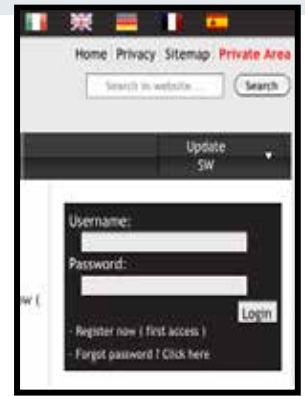 Home Privacy Sitemap Private Area
Search in website... Search
Update
SW
Username:
Password:
Login
- Register now ( first access )
- Forgot password ? Click here